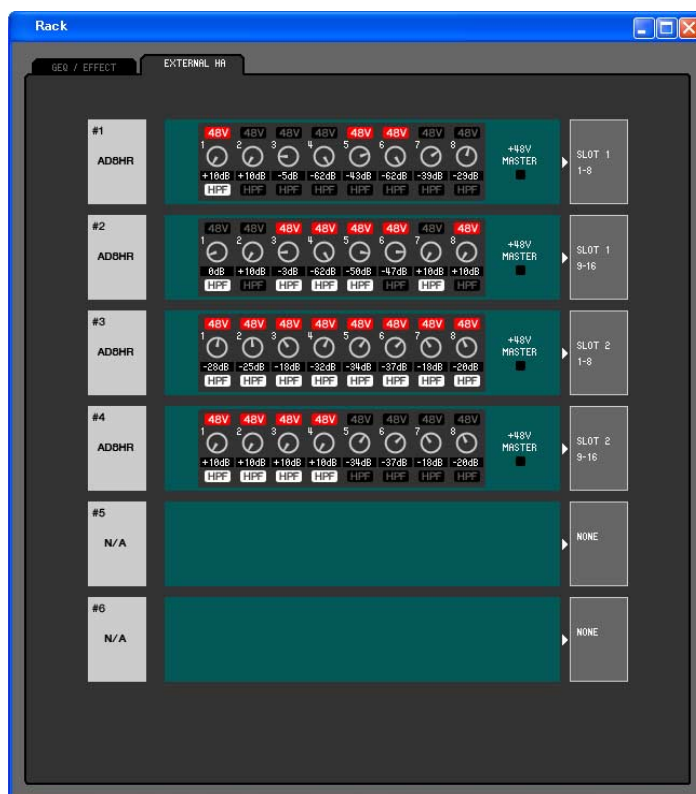 Rack
GEQ / EFFECT EXTERNAL HA
#1
AD8HR
48V 48V 48V 48V 48V 48V 48V 48V
1 2 3 4 5 6 7 8
+10dB +10dB -5dB -62dB -43dB -62dB -39dB -29dB
HPF HPF HPF HPF HPF HPF HPF HPF
+48V
MASTER
SLOT 1
1-8
#2
AD8HR
48V 48V 48V 48V 48V 48V 48V 48V
1 2 3 4 5 6 7 8
0dB +10dB -3dB -62dB -50dB -47dB +10dB +10dB
HPF HPF HPF HPF HPF HPF HPF HPF
+48V
MASTER
SLOT 1
9-16
#3
AD8HR
48V 48V 48V 48V 48V 48V 48V 48V
1 2 3 4 5 6 7 8
-28dB -25dB -18dB -32dB -34dB -37dB -18dB -20dB
HPF HPF HPF HPF HPF HPF HPF HPF
+48V
MASTER
SLOT 2
1-8
#4
AD8HR
48V 48V 48V 48V 48V 48V 48V 48V
1 2 3 4 5 6 7 8
+10dB +10dB +10dB +10dB -34dB -37dB -18dB -20dB
HPF HPF HPF HPF HPF HPF HPF HPF
+48V
MASTER
SLOT 2
9-16
#5
N/A
NONE
#6
N/A
NONE